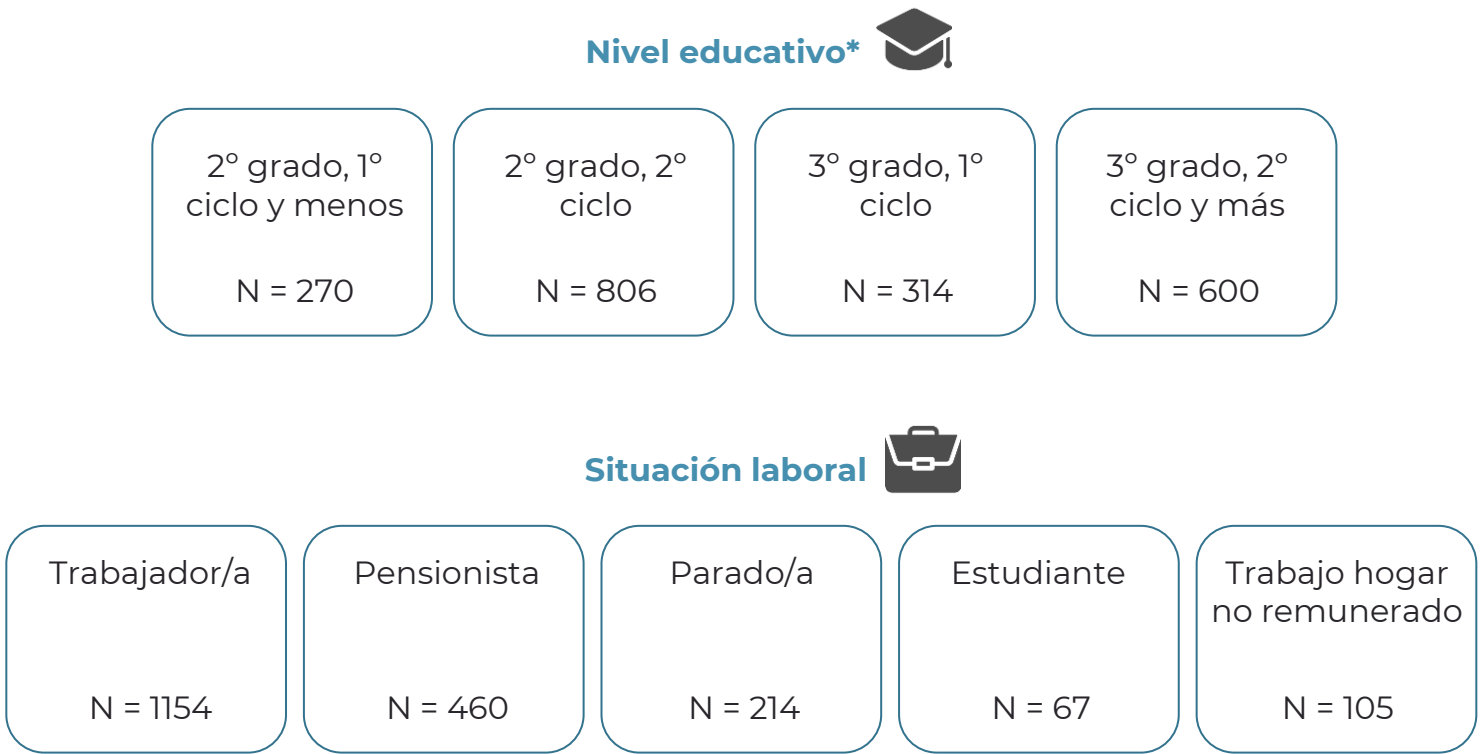 Nivel educativo*
2º grado, 1º
ciclo y menos
N = 270
2º grado, 2º
ciclo
N = 806
3º grado, 1º
ciclo
N = 314
3º grado, 2º
ciclo y más
N = 600
Situación laboral
Trabajador/a
N = 1154
Pensionista
N = 460
Parado/a
N = 214
Estudiante
N = 67
Trabajo hogar
no remunerado
N = 105